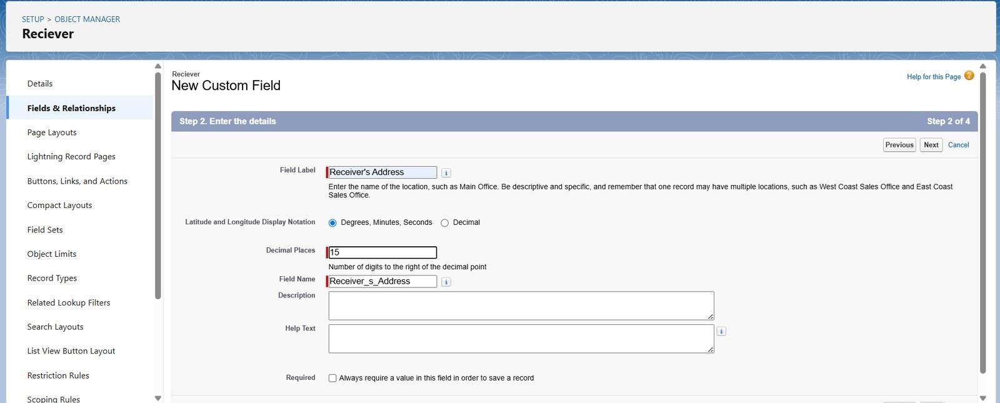 SETUP > OBJECT MANAGER
Reciever
Details
Fields & Relationships
Page Layouts
Lightning Record Pages
Buttons, Links, and Actions
Compact Layouts
Field Sets
Object Limits
Record Types
Related Lookup Filters
Search Layouts
List View Button Layout
Restriction Rules
Scoping Rules
Reciever
New Custom Field
Help for this Page
Step 2. Enter the details
Step 2 of 4
Previous Next Cancel
Field Label Receiver's Address
Enter the name of the location, such as Main Office. Be descriptive and specific, and remember that one record may have multiple locations, such as West Coast Sales Office and East Coast
Sales Office.
Latitude and Longitude Display Notation Degrees, Minutes, Seconds Decimal
Decimal Places 15
Number of digits to the right of the decimal point
Field Name Receiver_s_Address
Description
Help Text
Required Always require a value in this field in order to save a record